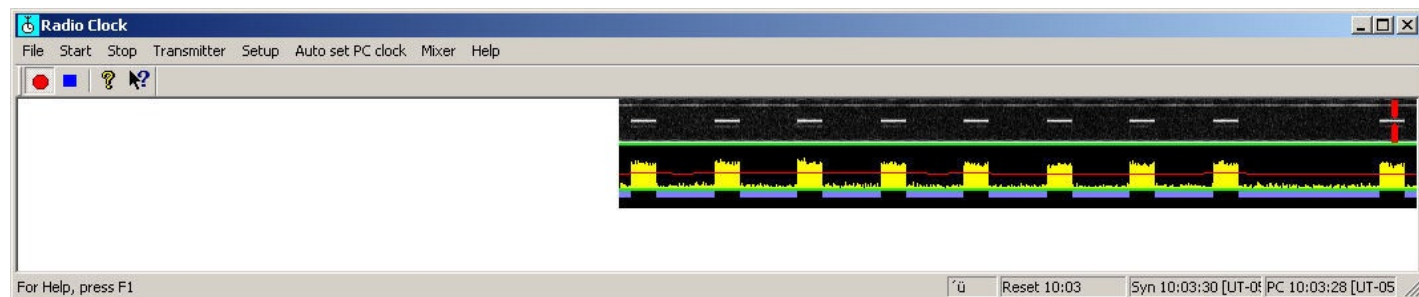 Radio Clock
File Start Stop Transmitter Setup Auto set PC clock Mixer Help
For Help, press F1 ´ü Reset 10:03 Syn 10:03:30 [UT-0 PC 10:03:28 [UT-05